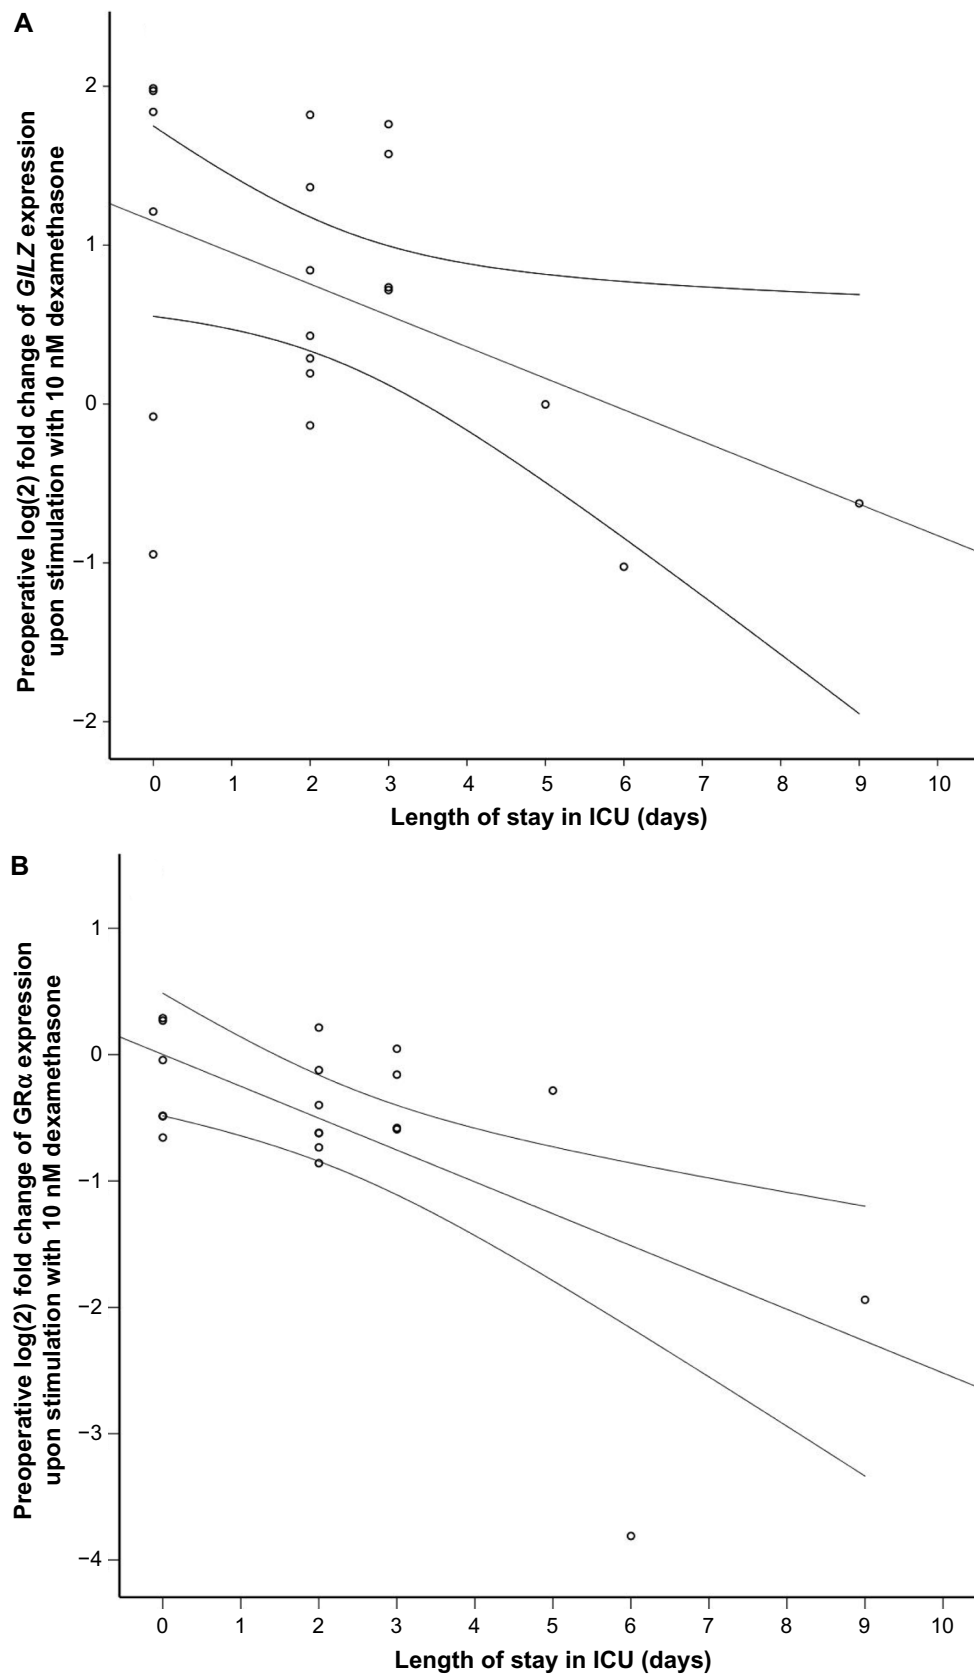 A
Preoperative log(2) fold change of GILZ expression
upon stimulation with 10 nM dexamethasone
2
1
0
−1
−2
0 1 2 3 4 5 6 7 8 9 10
Length of stay in ICU (days)
B
Preoperative log(2) fold change of GRα expression
upon stimulation with 10 nM dexamethasone
1
0
−1
−2
−3
−4
0 1 2 3 4 5 6 7 8 9 10
Length of stay in ICU (days)